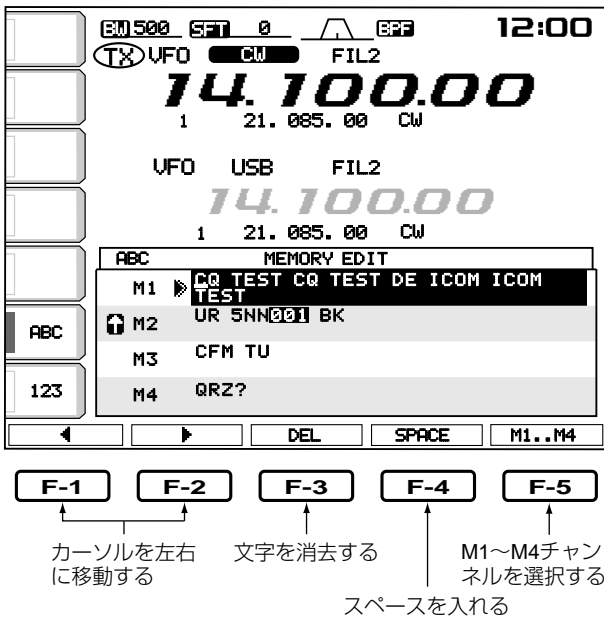 BW 500 SFT 0 BPF 12:00
TX VFO CW FIL2
14.100.00
1 21.085.00 CW
VFO USB FIL2
14.100.00
1 21.085.00 CW
ABC MEMORY EDIT
M1 CQ TEST CQ TEST DE ICOM ICOM
TEST
M2 UR 5NN001 BK
M3 CFM TU
M4 QRZ?
ABC
123
DEL SPACE M1..M4
F-1 F-2 F-3 F-4 F-5
カーソルを左右
に移動する
文字を消去する
M1～M4チャン
ネルを選択する
スペースを入れる